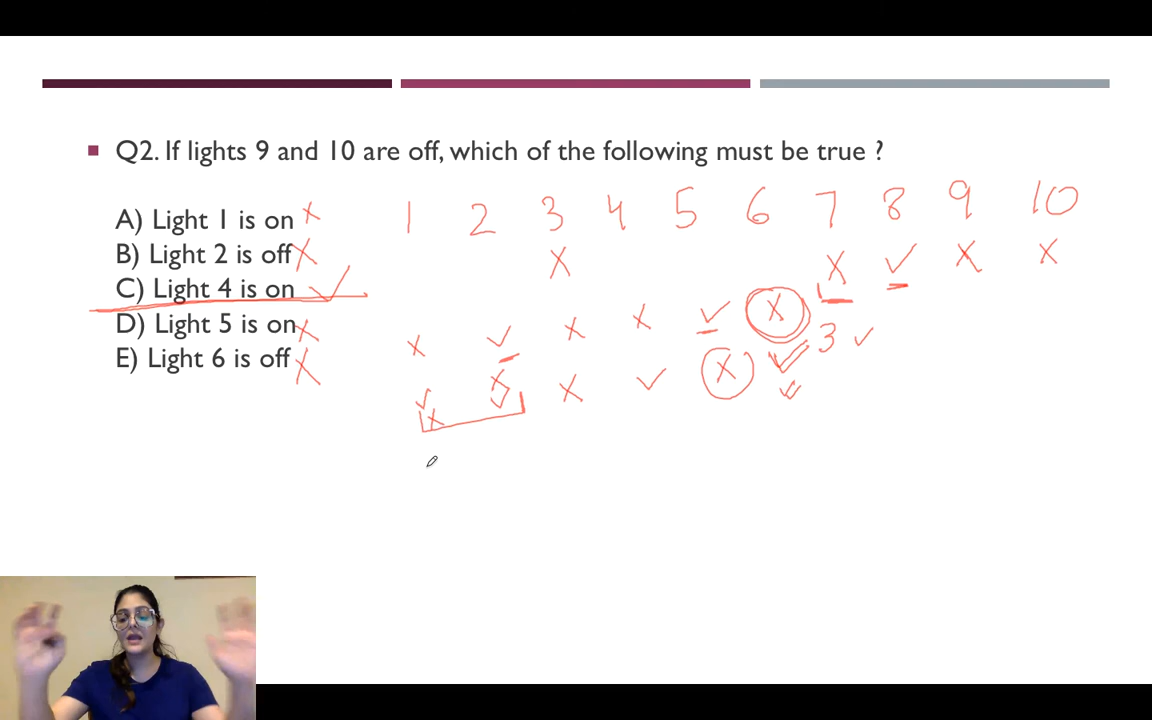 Q2. If lights 9 and 10 are off, which of the following must be true ?
A) Light 1 is on x
B) Light 2 is off x
C) Light 4 is on ✓
D) Light 5 is on x
E) Light 6 is off x
1 2 3 4 5 6 7 8 9 10
x x ✓ x x
x ✓ x x ✓ x 3 ✓
✓ x x ✓ x ✓
x ✓ ✓